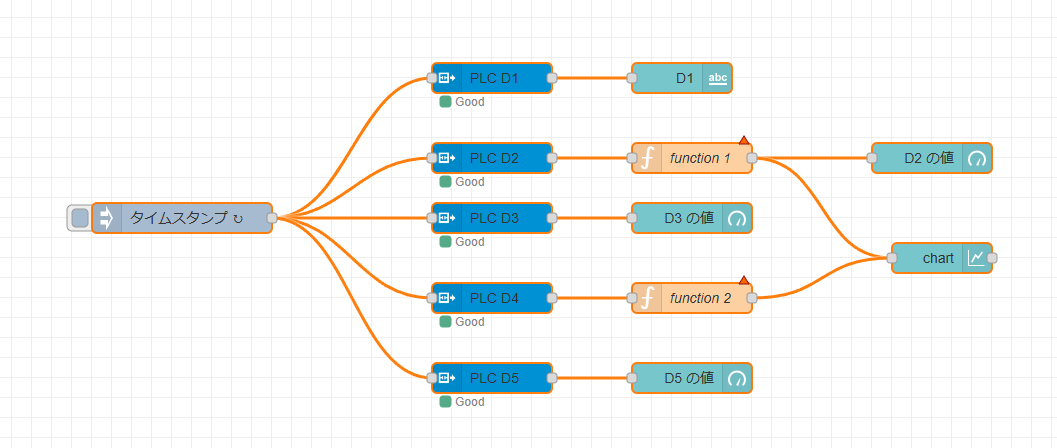 PLC D1
D1
abc
Good
PLC D2
function 1
D2 の値
Good
タイムスタンプ ↻
PLC D3
D3 の値
Good
chart
PLC D4
function 2
Good
PLC D5
D5 の値
Good